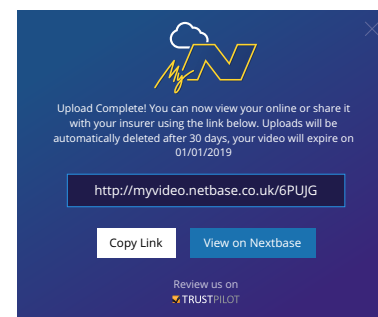 My N
Upload Complete! You can now view your online or share it
with your insurer using the link below. Uploads will be
automatically deleted after 30 days, your video will expire on
01/01/2019
http://myvideo.netbase.co.uk/6PUJG
Copy Link View on Nextbase
Review us on
TRUSTPILOT